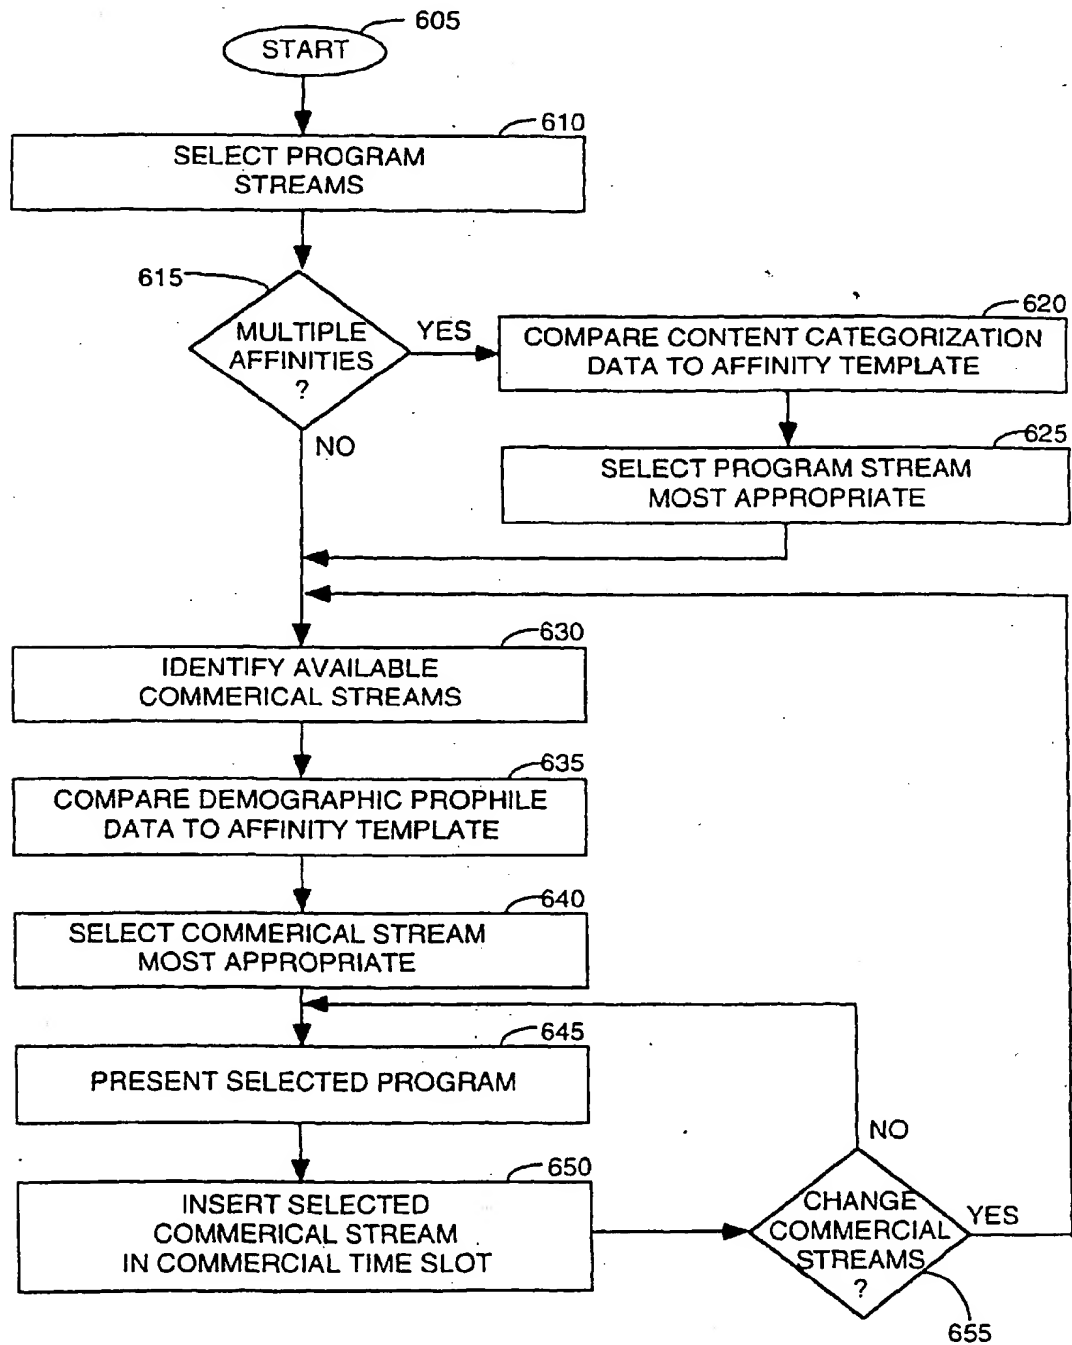 605
START
610
SELECT PROGRAM
STREAMS
615
MULTIPLE
AFFINITIES
?
YES
NO
620
COMPARE CONTENT CATEGORIZATION
DATA TO AFFINITY TEMPLATE
625
SELECT PROGRAM STREAM
MOST APPROPRIATE
630
IDENTIFY AVAILABLE
COMMERICAL STREAMS
635
COMPARE DEMOGRAPHIC PROPHILE
DATA TO AFFINITY TEMPLATE
640
SELECT COMMERICAL STREAM
MOST APPROPRIATE
645
PRESENT SELECTED PROGRAM
650
INSERT SELECTED
COMMERICAL STREAM
IN COMMERCIAL TIME SLOT
NO
CHANGE
COMMERCIAL
STREAMS
?
YES
655